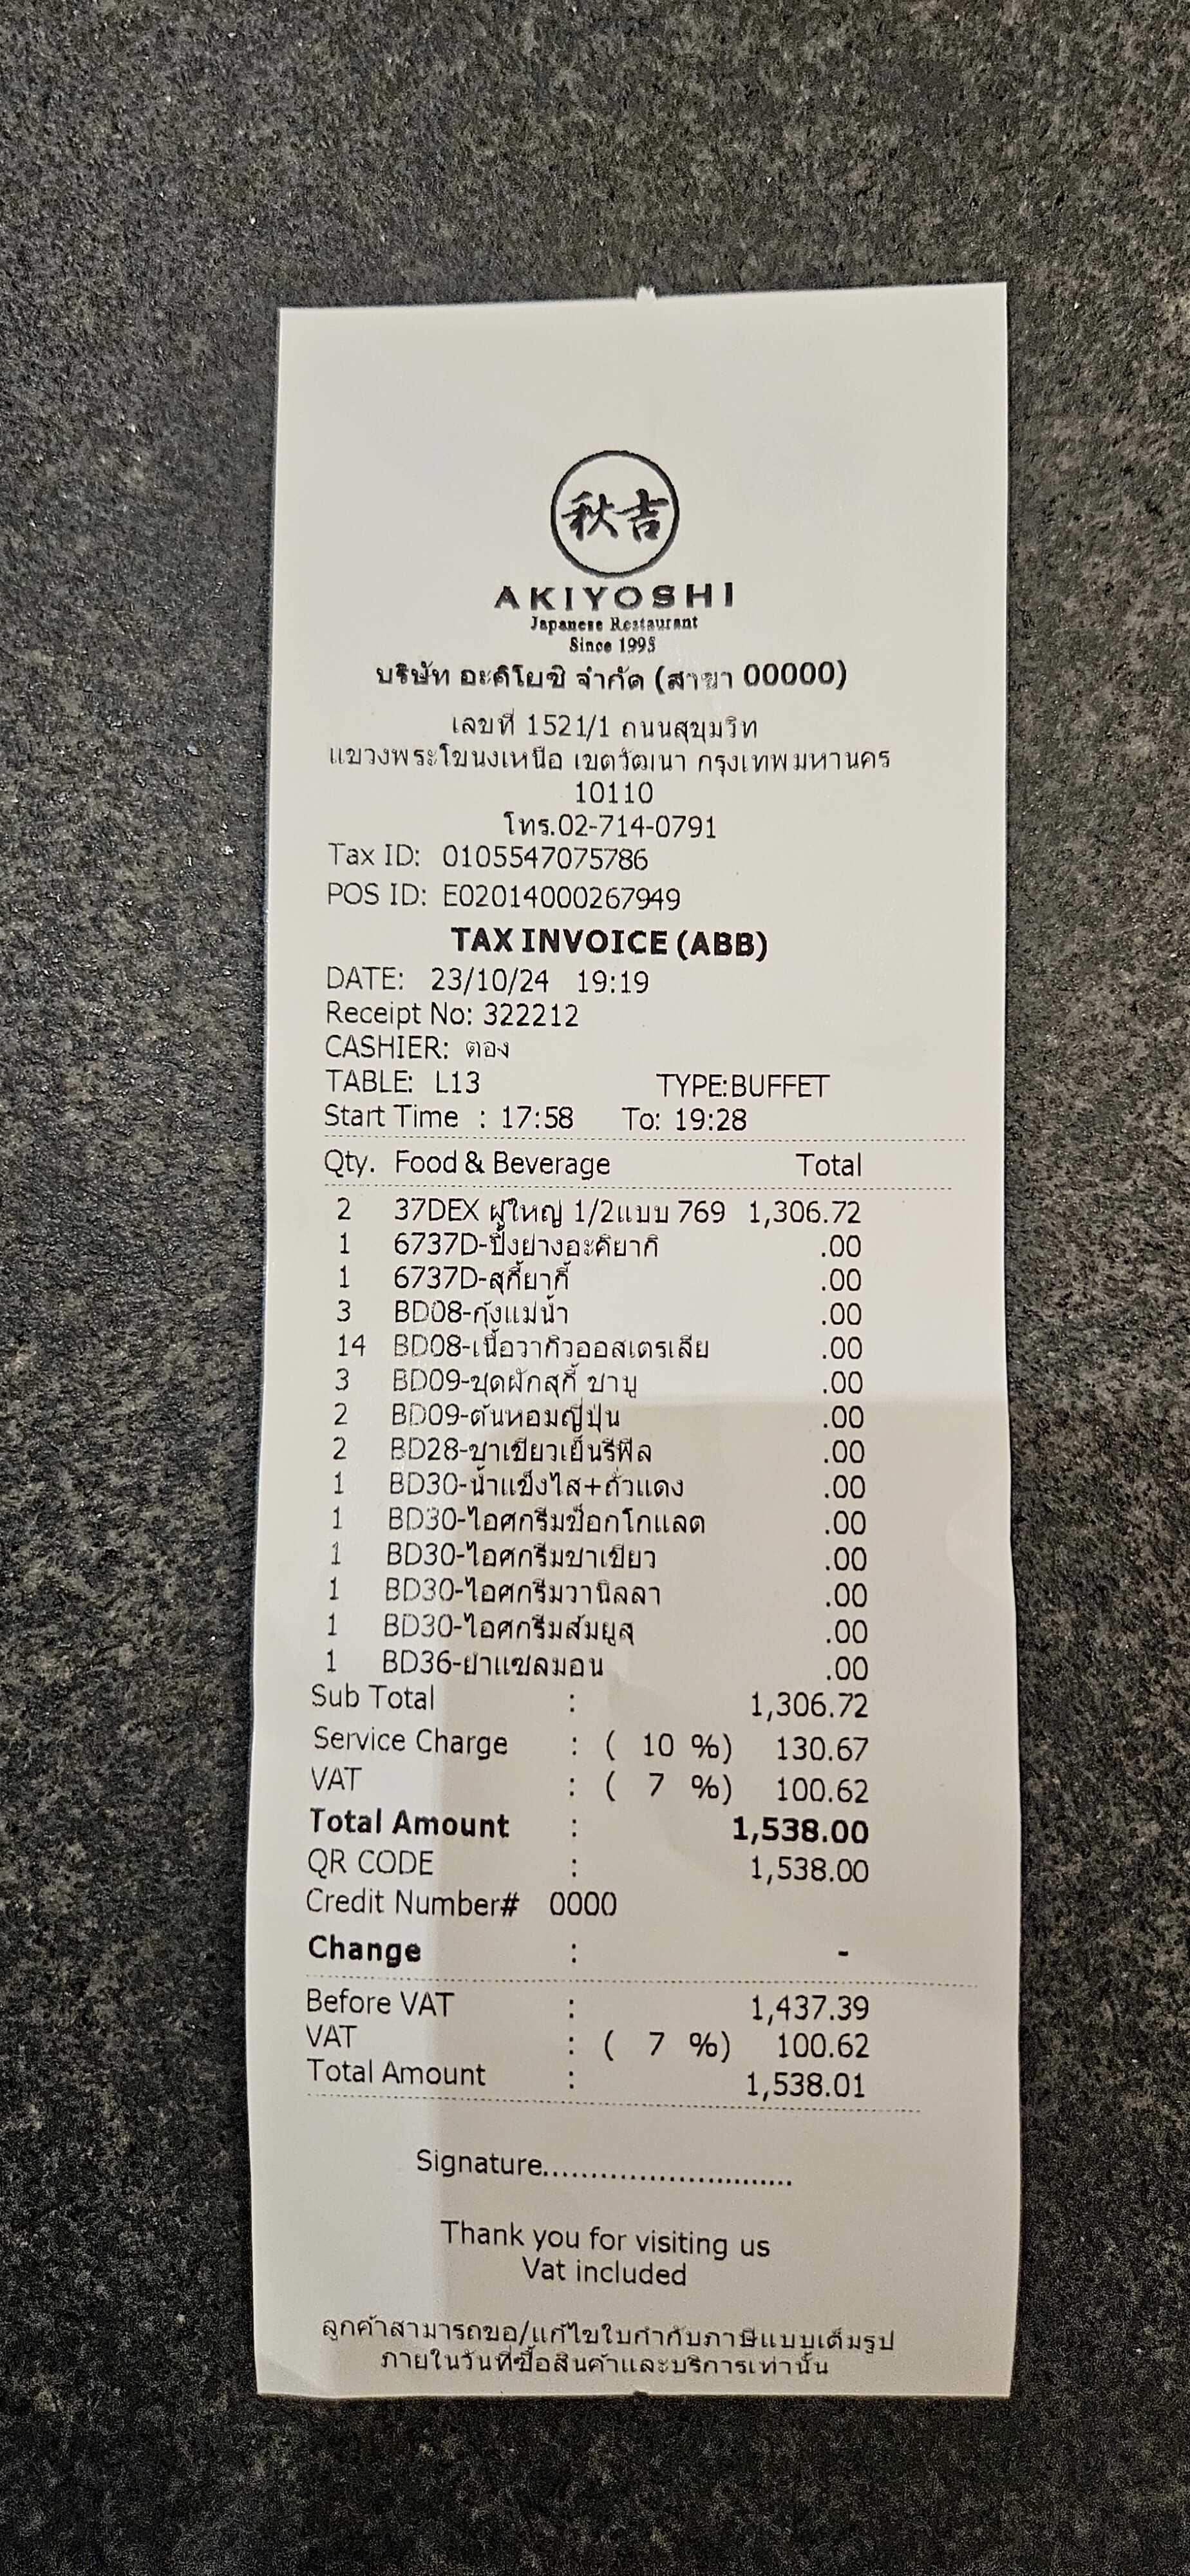 秋吉
AKIYOSHI
Japanese Restaurant
Since 1995
บริษัท อะคิโยชิ จำกัด (สาขา 00000)
เลขที่ 1521/1 ถนนสุขุมวิท
แขวงพระโขนงเหนือ เขตวัฒนา กรุงเทพมหานคร
10110
โทร.02-714-0791
Tax ID: 0105547075786
POS ID: E02014000267949
TAX INVOICE (ABB)
DATE: 23/10/24 19:19
Receipt No: 322212
CASHIER: ตอง
TABLE: L13 TYPE:BUFFET
Start Time : 17:58 To: 19:28
Qty. Food & Beverage Total
2 37DEX ผู้ใหญ่ 1/2แบบ 769 1,306.72
1 6737D-ปิ้งย่างอะคิยากิ .00
1 6737D-สุกี้ยากี้ .00
3 BD08-กุ้งแม่น้ำ .00
14 BD08-เนื้อวากิวออสเตรเลีย .00
3 BD09-ชุดผักสุกี้ ชาบู .00
2 BD09-ต้นหอมญี่ปุ่น .00
2 BD28-ชาเขียวเย็นรีฟิล .00
1 BD30-น้ำแข็งไส+ถั่วแดง .00
1 BD30-ไอศกรีมช็อกโกแลต .00
1 BD30-ไอศกรีมชาเขียว .00
1 BD30-ไอศกรีมวานิลลา .00
1 BD30-ไอศกรีมส้มยูสุ .00
1 BD36-ยำแซลมอน .00
Sub Total : 1,306.72
Service Charge : ( 10 %) 130.67
VAT : ( 7 %) 100.62
Total Amount : 1,538.00
QR CODE : 1,538.00
Credit Number# 0000
Change : -
Before VAT : 1,437.39
VAT : ( 7 %) 100.62
Total Amount : 1,538.01
Signature............................
Thank you for visiting us
Vat included
ลูกค้าสามารถขอ/แก้ไขใบกำกับภาษีแบบเต็มรูป
ภายในวันที่ซื้อสินค้าและบริการเท่านั้น